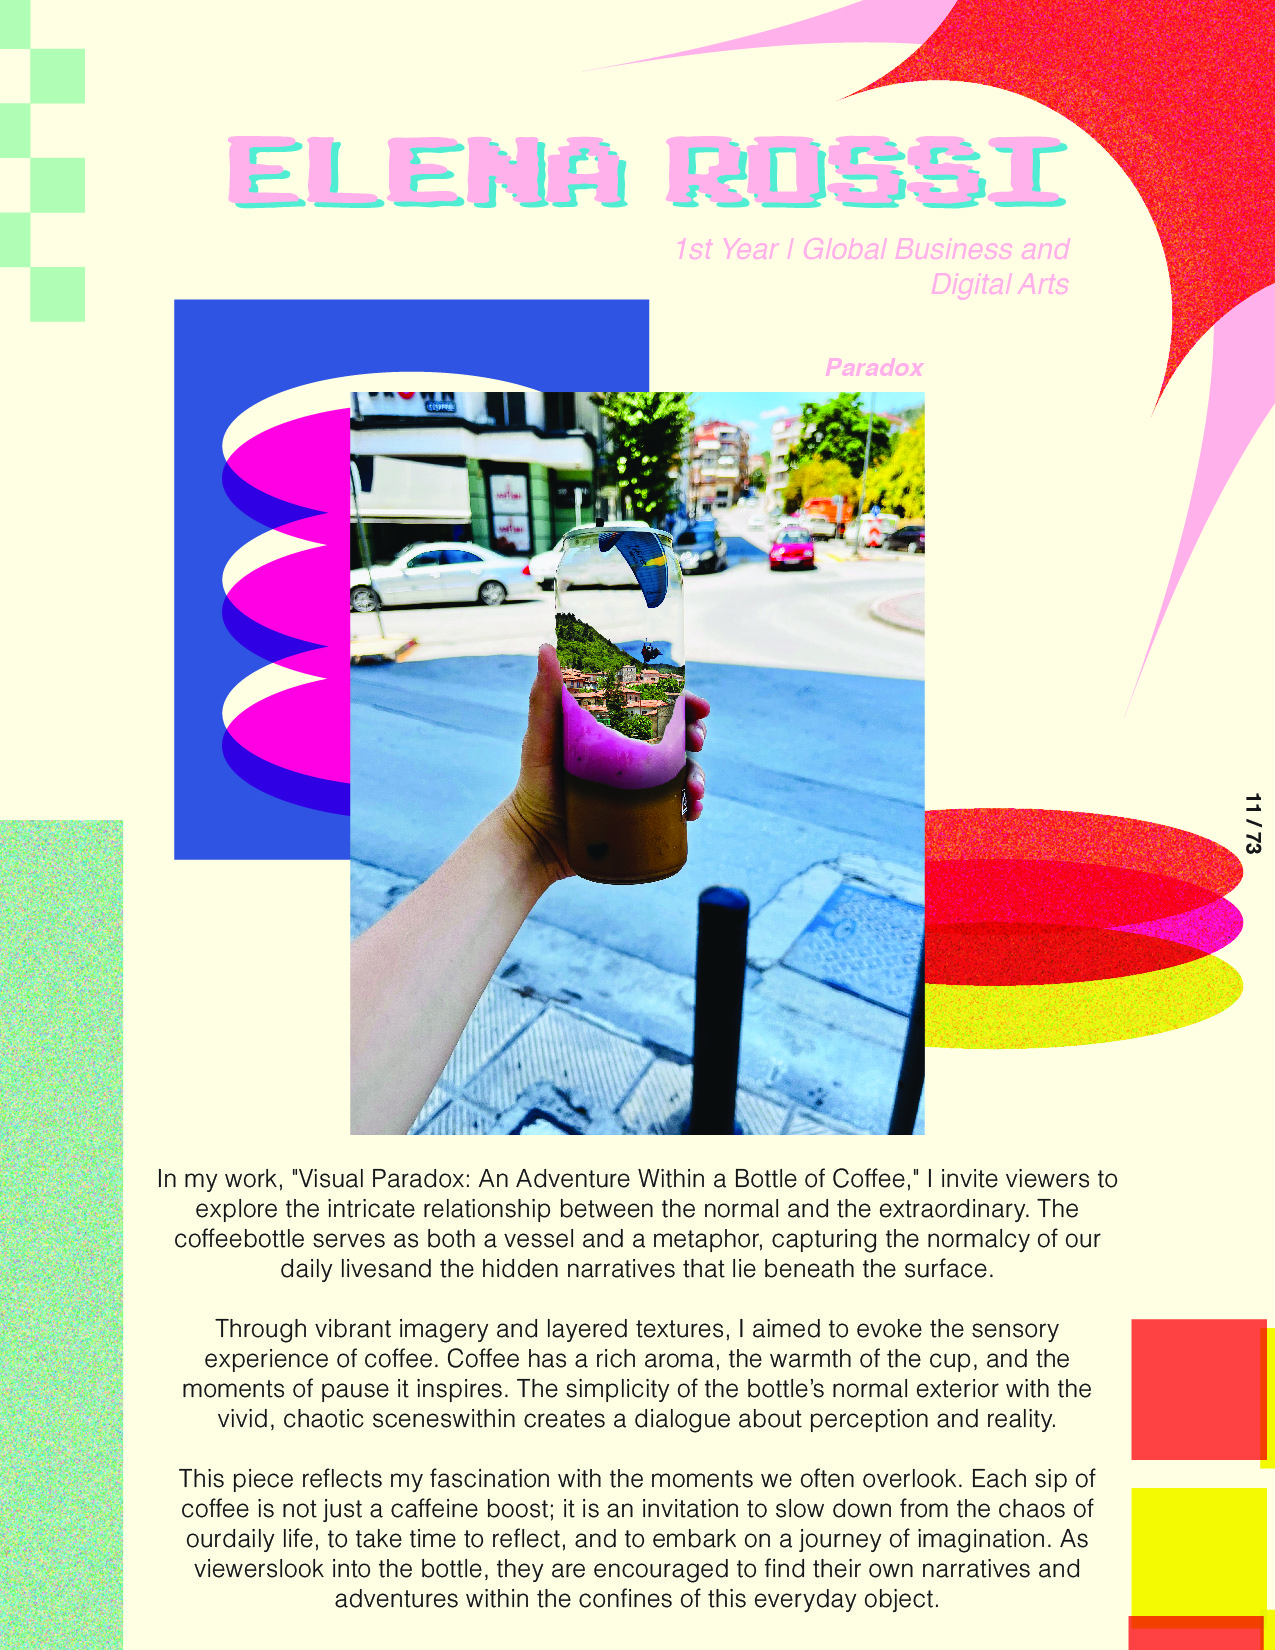 ELENA ROSSI
1st Year | Global Business and
Digital Arts
Paradox
11 / 73
In my work, "Visual Paradox: An Adventure Within a Bottle of Coffee," I invite viewers to
explore the intricate relationship between the normal and the extraordinary. The
coffeebottle serves as both a vessel and a metaphor, capturing the normalcy of our
daily livesand the hidden narratives that lie beneath the surface.
Through vibrant imagery and layered textures, I aimed to evoke the sensory
experience of coffee. Coffee has a rich aroma, the warmth of the cup, and the
moments of pause it inspires. The simplicity of the bottle’s normal exterior with the
vivid, chaotic sceneswithin creates a dialogue about perception and reality.
This piece reflects my fascination with the moments we often overlook. Each sip of
coffee is not just a caffeine boost; it is an invitation to slow down from the chaos of
ourdaily life, to take time to reflect, and to embark on a journey of imagination. As
viewerslook into the bottle, they are encouraged to find their own narratives and
adventures within the confines of this everyday object.